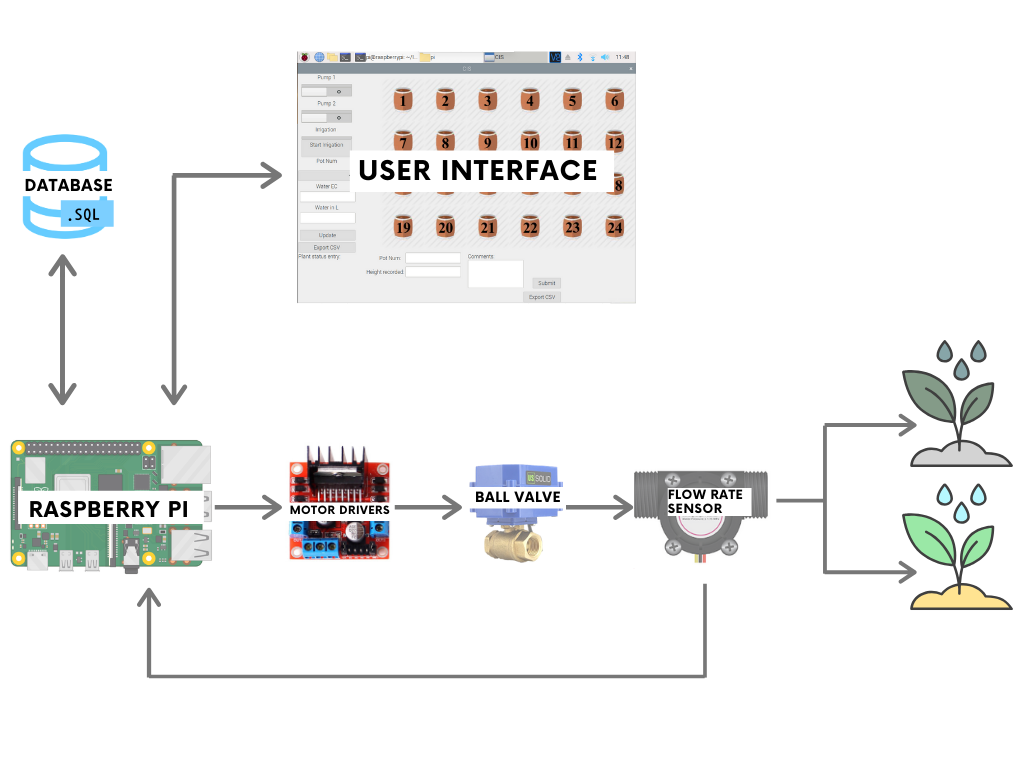 pi@raspberrypi: ~/I...
pi
CIS
11:48
CIS
Pump 1
Pump 2
Irrigation
Start Irrigation
Pot Num
Water EC
Water in L
Update
Export CSV
Plant status entry:
1 2 3 4 5 6
7 8 9 10 11 12
8
19 20 21 22 23 24
USER INTERFACE
Pot Num:
Height recorded:
Comments:
Submit
Export CSV
DATABASE
.SQL
RASPBERRY PI
MOTOR DRIVERS
BALL VALVE
U.S. SOLID
FLOW RATE
SENSOR